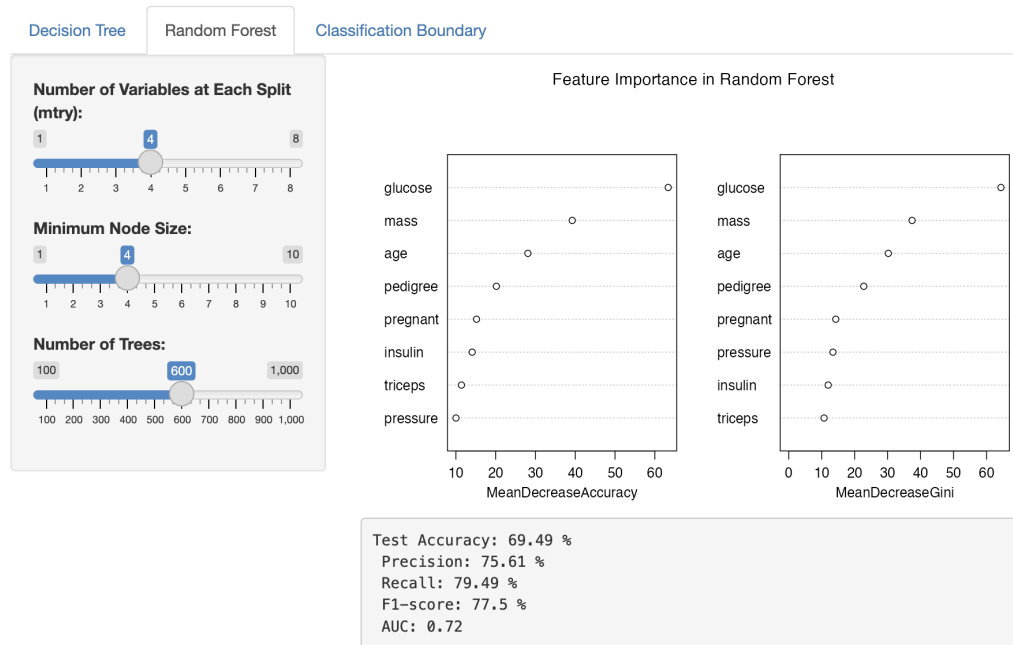 Decision Tree
Random Forest
Classification Boundary
Number of Variables at Each Split
(mtry):
1 4 8
1 2 3 4 5 6 7 8
Minimum Node Size:
1 4 10
1 2 3 4 5 6 7 8 9 10
Number of Trees:
100 600 1,000
100 200 300 400 500 600 700 800 900 1,000
Feature Importance in Random Forest
glucose
mass
age
pedigree
pregnant
insulin
triceps
pressure
10 20 30 40 50 60
MeanDecreaseAccuracy
glucose
mass
age
pedigree
pregnant
pressure
insulin
triceps
0 10 20 30 40 50 60
MeanDecreaseGini
Test Accuracy: 69.49 %
Precision: 75.61 %
Recall: 79.49 %
F1-score: 77.5 %
AUC: 0.72